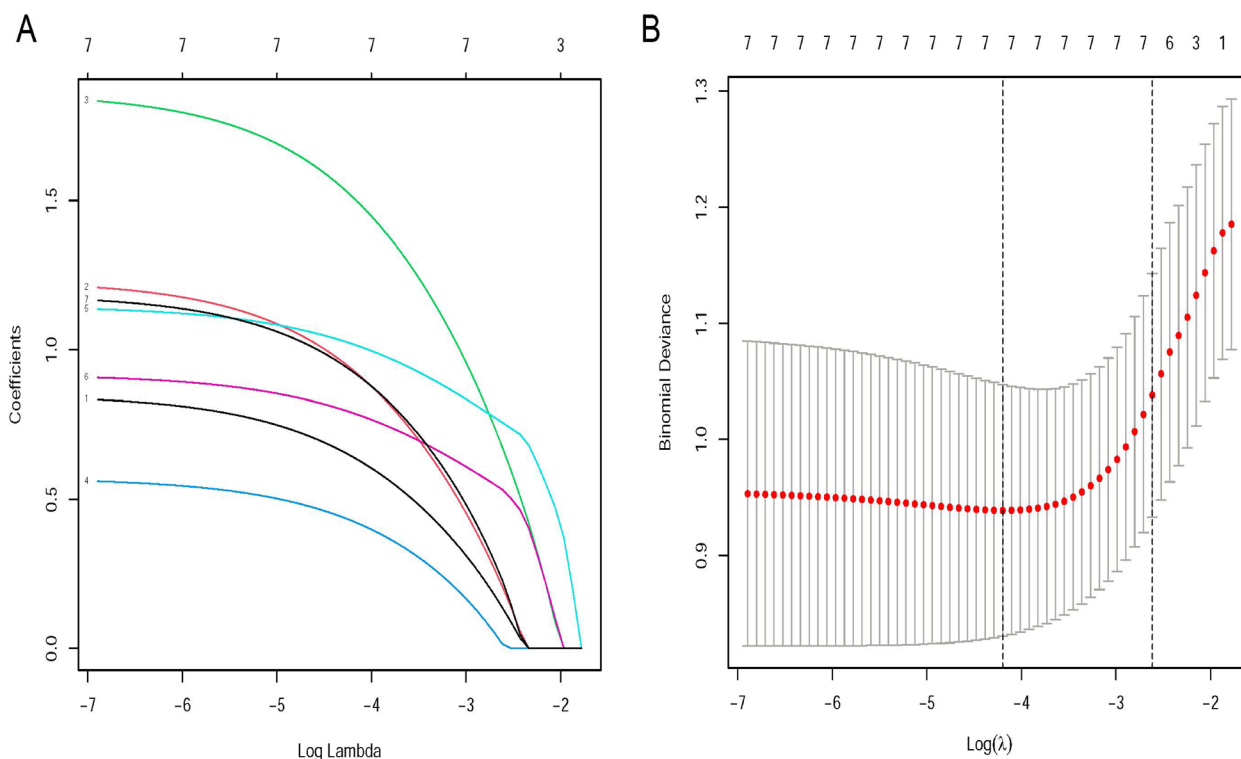 A
7 7 7 7 7 3
Coefficients
0.0 0.5 1.0 1.5
3
2
7
5
6
1
4
−7 −6 −5 −4 −3 −2
Log Lambda
B
7 7 7 7 7 7 7 7 7 7 7 7 7 7 7 7 6 3 1
Binomial Deviance
0.9 1.0 1.1 1.2 1.3
−7 −6 −5 −4 −3 −2
Log(λ)